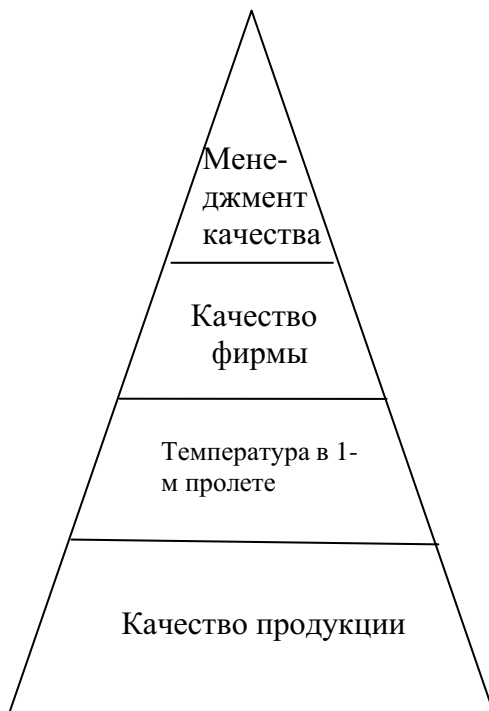 Мене-
джмент
качества
Качество
фирмы
Температура в 1-
м пролете
Качество продукции